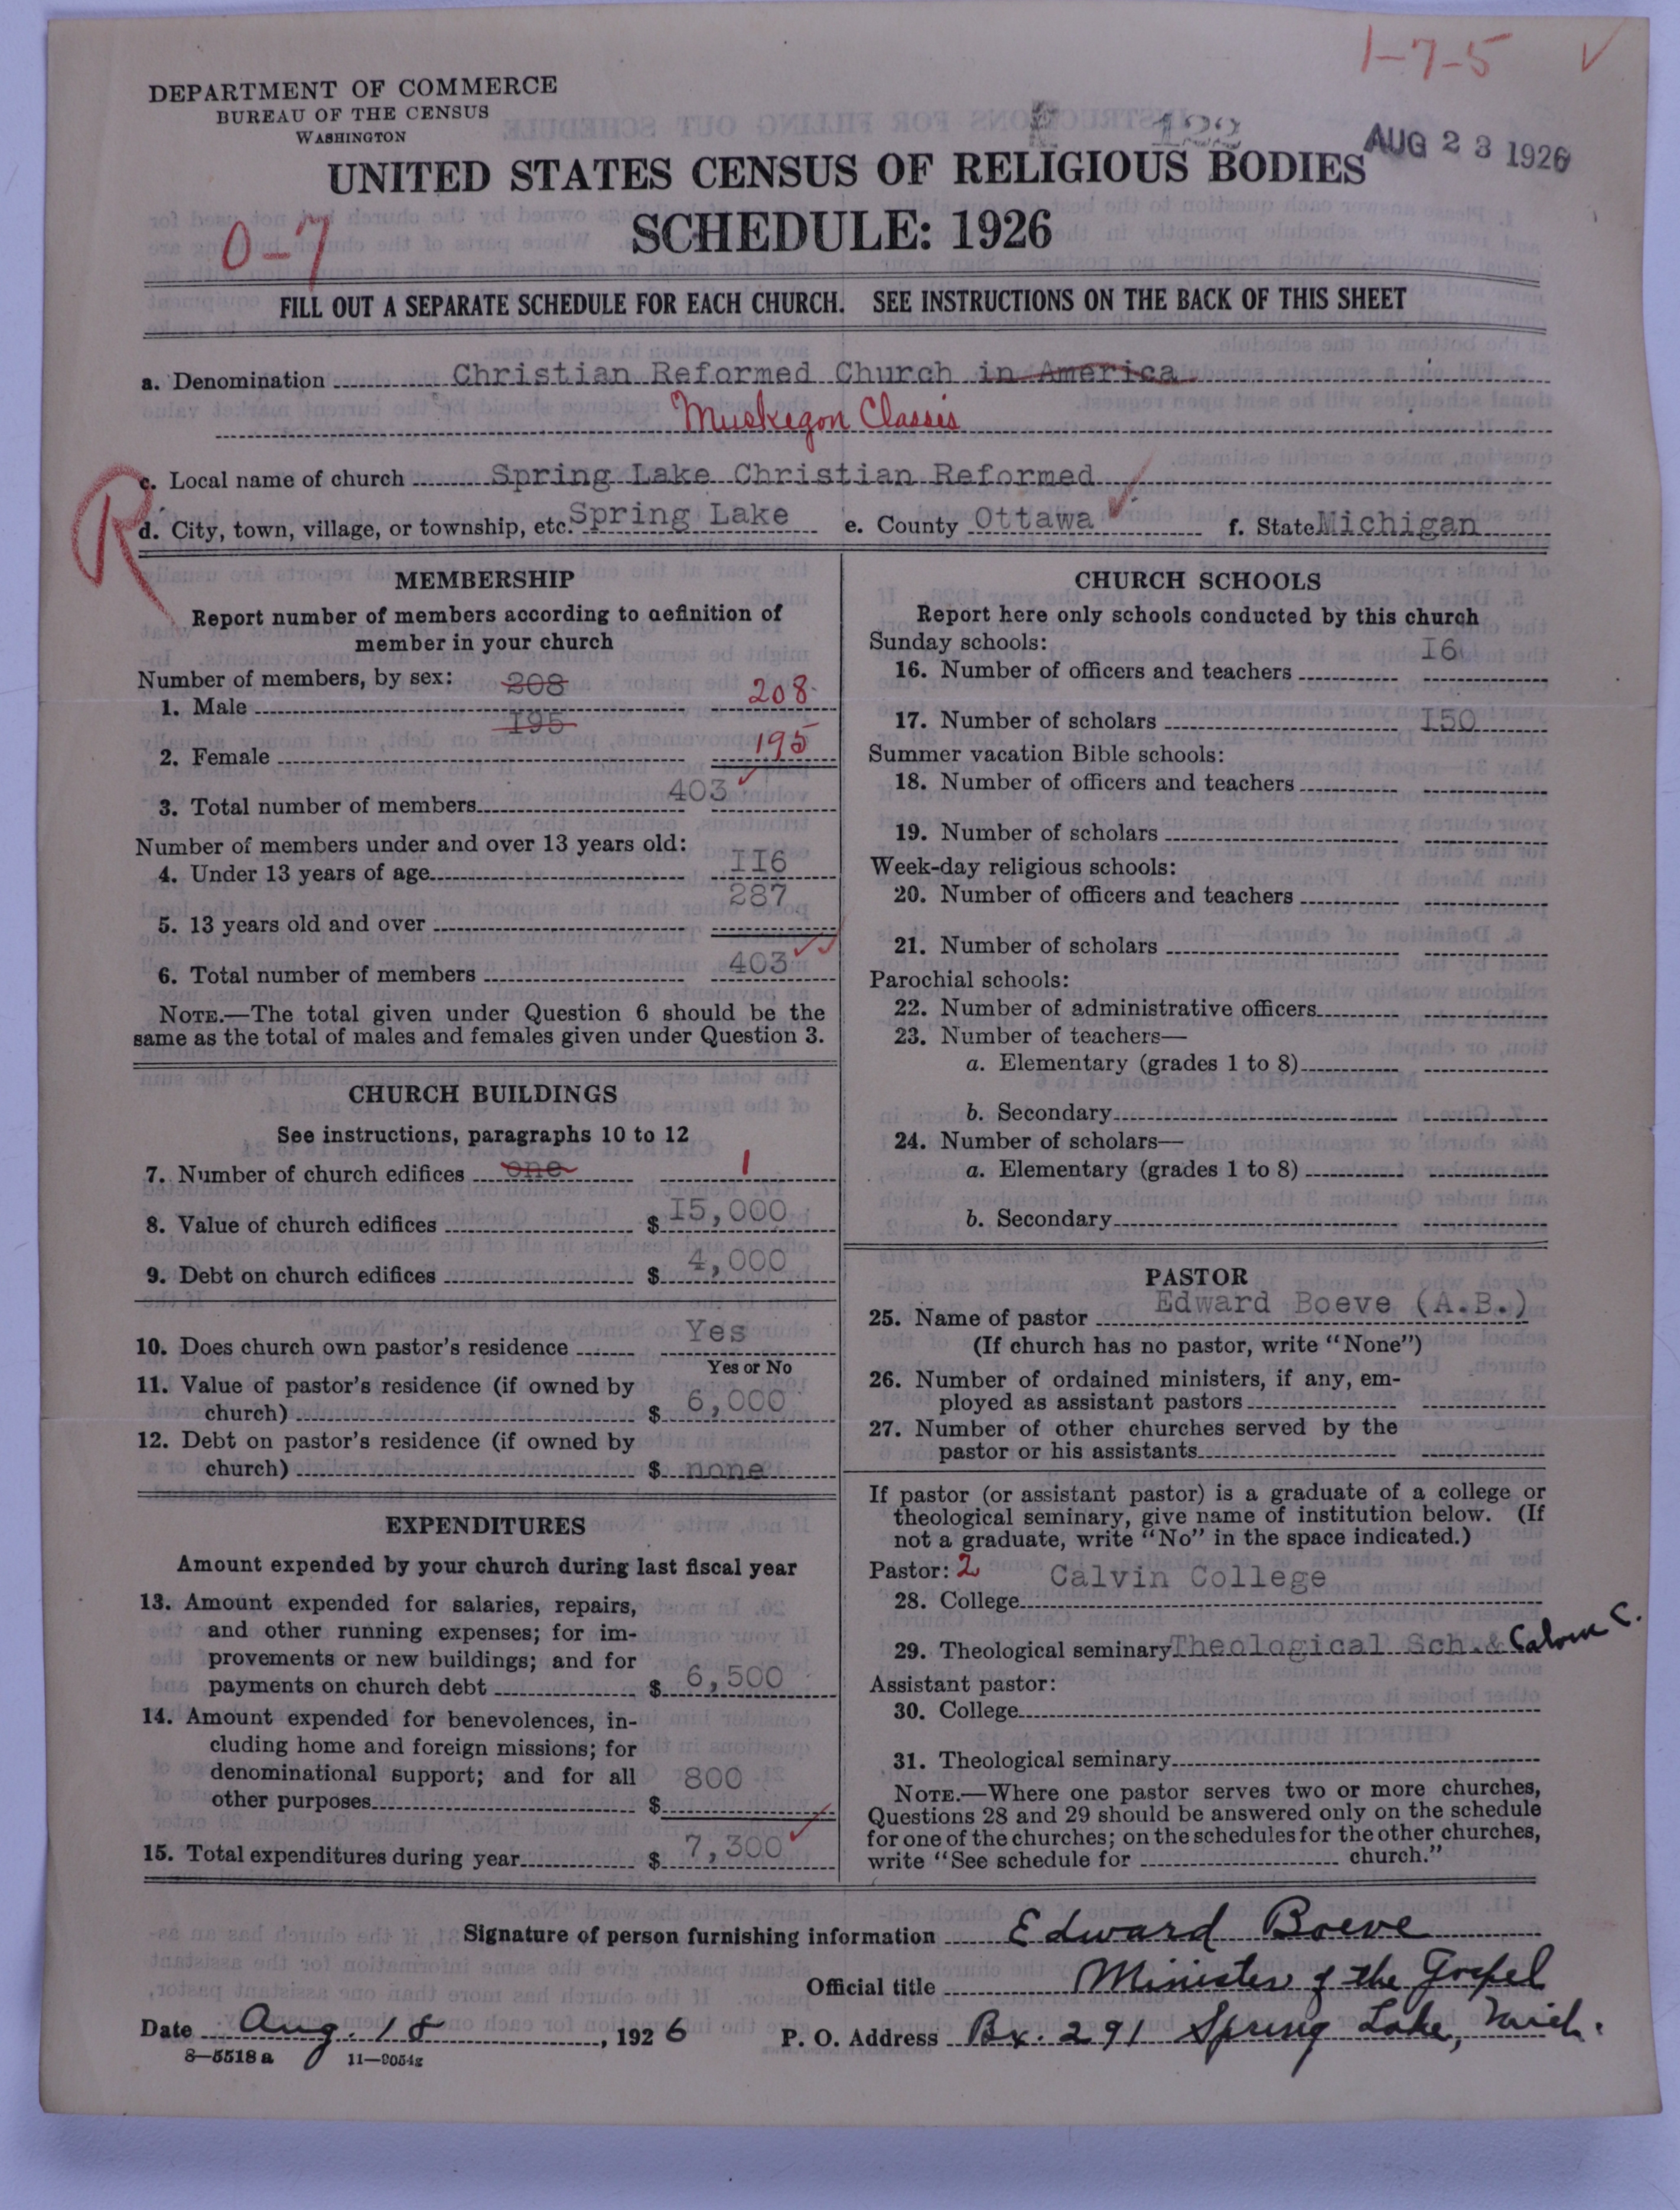 1-7-5 ✓
DEPARTMENT OF COMMERCE
BUREAU OF THE CENSUS
WASHINGTON
122
AUG 23 1926
UNITED STATES CENSUS OF RELIGIOUS BODIES
SCHEDULE: 1926
0-7
FILL OUT A SEPARATE SCHEDULE FOR EACH CHURCH. SEE INSTRUCTIONS ON THE BACK OF THIS SHEET
a. Denomination Christian Reformed Church in America
Muskegon Classis
R
c. Local name of church Spring Lake Christian Reformed
d. City, town, village, or township, etc. Spring Lake e. County Ottawa ✓ f. State Michigan
MEMBERSHIP
Report number of members according to definition of
member in your church
Number of members, by sex: 208
1. Male 208
195
2. Female 195
3. Total number of members 403 ✓
Number of members under and over 13 years old:
4. Under 13 years of age II6
5. 13 years old and over 287
6. Total number of members 403 ✓✓
NOTE.—The total given under Question 6 should be the
same as the total of males and females given under Question 3.
CHURCH BUILDINGS
See instructions, paragraphs 10 to 12
7. Number of church edifices one 1
8. Value of church edifices $ I5,000
9. Debt on church edifices $ 4,000
10. Does church own pastor's residence Yes
Yes or No
11. Value of pastor's residence (if owned by
church) $ 6,000
12. Debt on pastor's residence (if owned by
church) $ none
EXPENDITURES
Amount expended by your church during last fiscal year
13. Amount expended for salaries, repairs,
and other running expenses; for im-
provements or new buildings; and for
payments on church debt $ 6,500
14. Amount expended for benevolences, in-
cluding home and foreign missions; for
denominational support; and for all
other purposes $ 800
15. Total expenditures during year $ 7,300 ✓
CHURCH SCHOOLS
Report here only schools conducted by this church
Sunday schools:
16. Number of officers and teachers I6
17. Number of scholars I50
Summer vacation Bible schools:
18. Number of officers and teachers
19. Number of scholars
Week-day religious schools:
20. Number of officers and teachers
21. Number of scholars
Parochial schools:
22. Number of administrative officers
23. Number of teachers—
a. Elementary (grades 1 to 8)
b. Secondary
24. Number of scholars—
a. Elementary (grades 1 to 8)
b. Secondary
PASTOR
25. Name of pastor Edward Boeve (A.B.)
(If church has no pastor, write "None")
26. Number of ordained ministers, if any, em-
ployed as assistant pastors
27. Number of other churches served by the
pastor or his assistants
If pastor (or assistant pastor) is a graduate of a college or
theological seminary, give name of institution below. (If
not a graduate, write "No" in the space indicated.)
Pastor: 2
28. College Calvin College
29. Theological seminary Theological Sch.& Calvin C.
Assistant pastor:
30. College
31. Theological seminary
NOTE.—Where one pastor serves two or more churches,
Questions 28 and 29 should be answered only on the schedule
for one of the churches; on the schedules for the other churches,
write "See schedule for church."
Signature of person furnishing information Edward Boeve
Official title Minister of the Gospel
Date Aug. 18, 1926 P. O. Address Bx. 291 Spring Lake, Mich.
8—5518 a 11—9054g